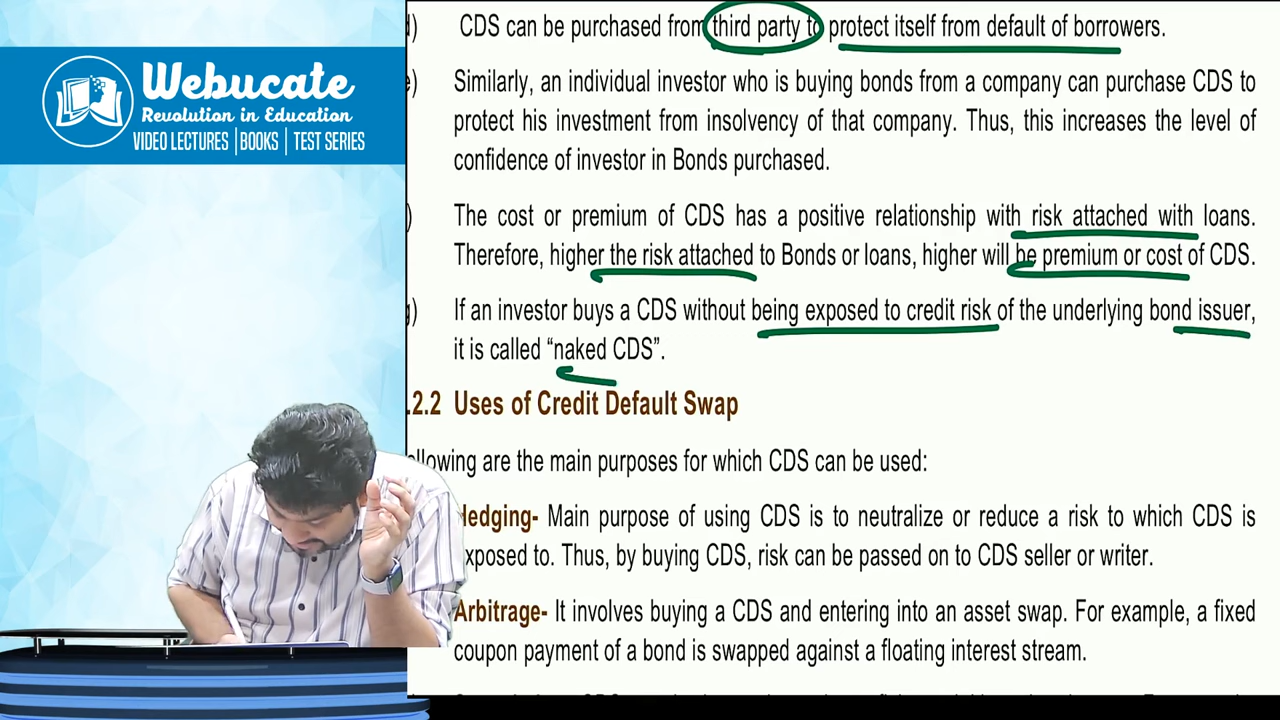 Webucate
Revolution in Education
VIDEO LECTURES | BOOKS | TEST SERIES
) CDS can be purchased from third party to protect itself from default of borrowers.
e) Similarly, an individual investor who is buying bonds from a company can purchase CDS to
protect his investment from insolvency of that company. Thus, this increases the level of
confidence of investor in Bonds purchased.
) The cost or premium of CDS has a positive relationship with risk attached with loans.
Therefore, higher the risk attached to Bonds or loans, higher will be premium or cost of CDS.
) If an investor buys a CDS without being exposed to credit risk of the underlying bond issuer,
it is called “naked CDS”.
.2.2 Uses of Credit Default Swap
ollowing are the main purposes for which CDS can be used:
Hedging- Main purpose of using CDS is to neutralize or reduce a risk to which CDS is
xposed to. Thus, by buying CDS, risk can be passed on to CDS seller or writer.
Arbitrage- It involves buying a CDS and entering into an asset swap. For example, a fixed
coupon payment of a bond is swapped against a floating interest stream.